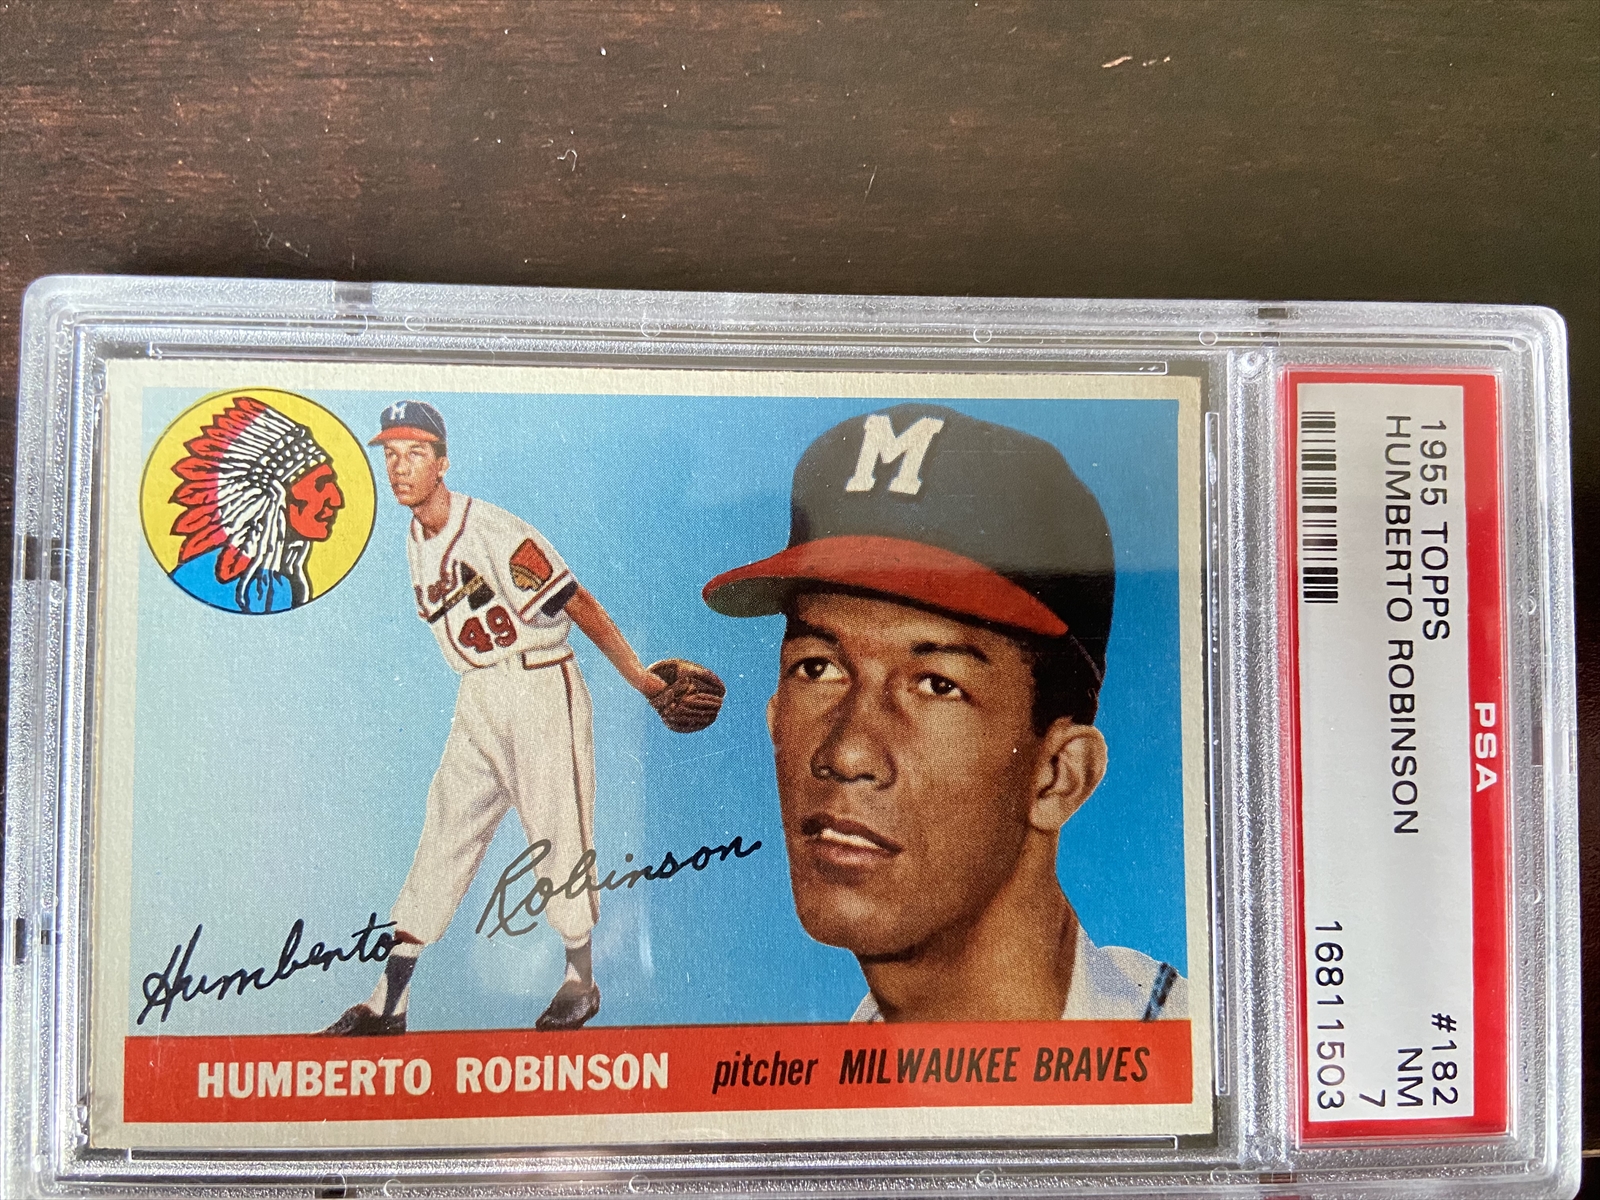 M
M
49
Humberto Robinson
HUMBERTO ROBINSON pitcher MILWAUKEE BRAVES
PSA
1955 TOPPS #182
HUMBERTO ROBINSON NM
7
16811503